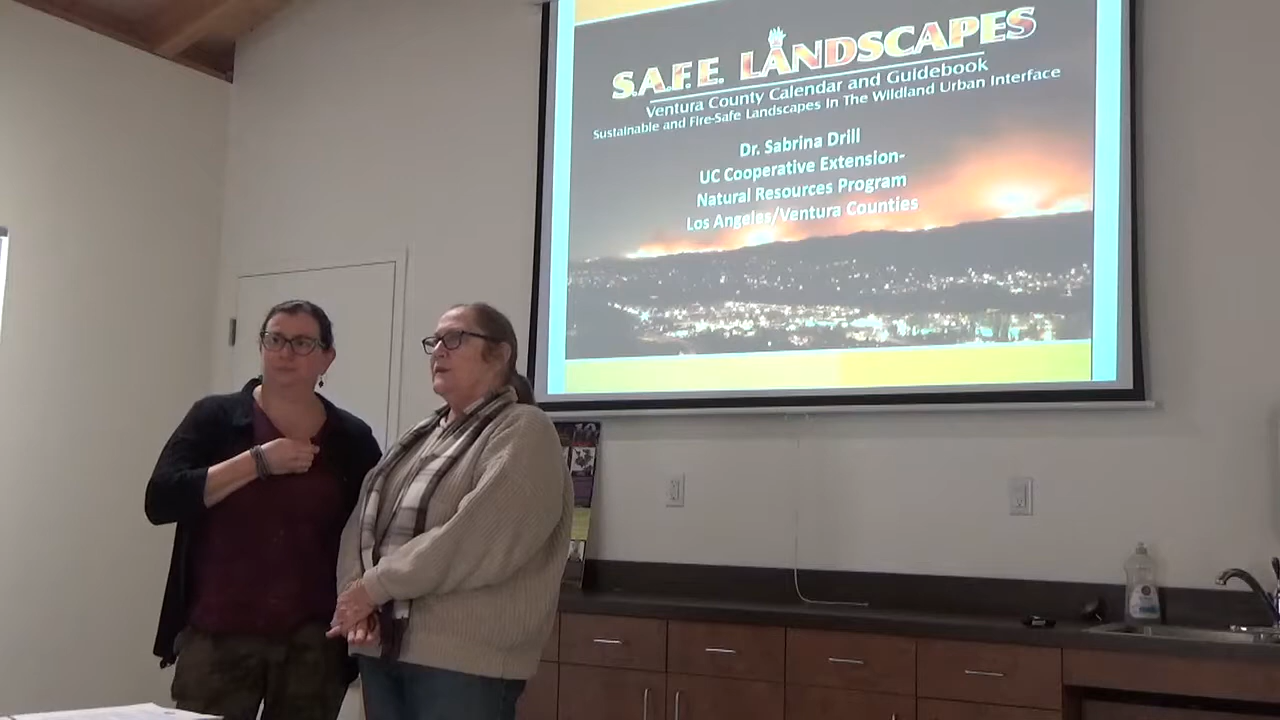 S.A.F.E. LANDSCAPES
Ventura County Calendar and Guidebook
Sustainable and Fire-Safe Landscapes In The Wildland Urban Interface
Dr. Sabrina Drill
UC Cooperative Extension-
Natural Resources Program
Los Angeles/Ventura Counties
10